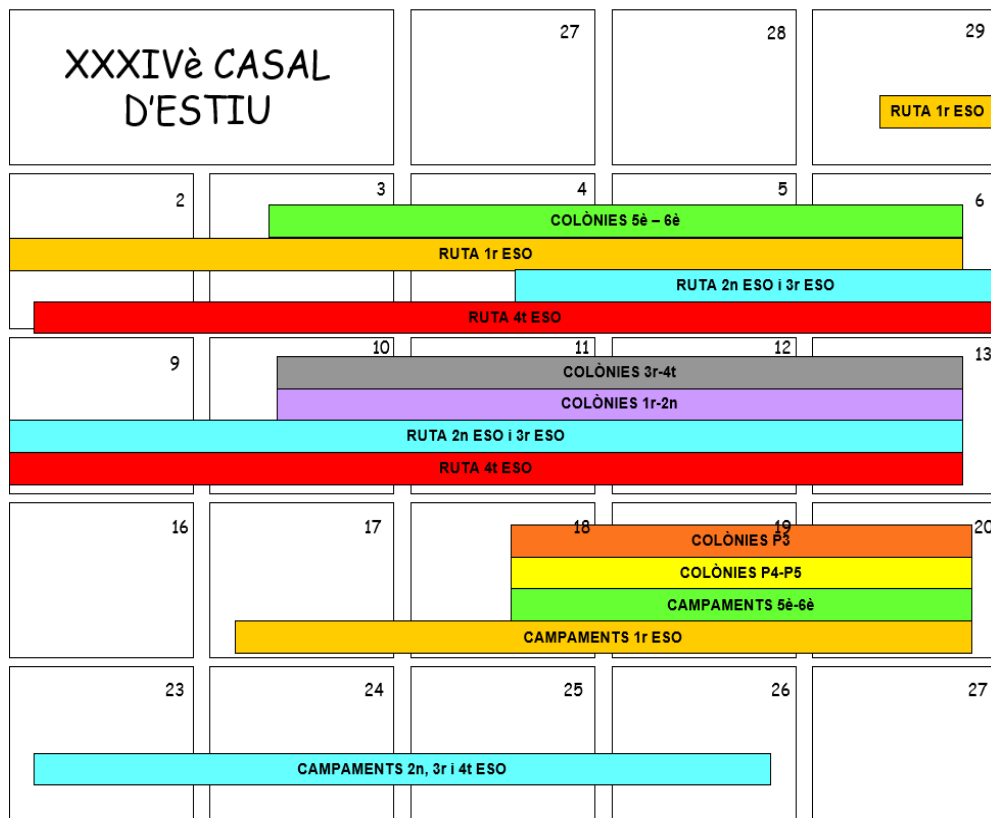 XXXIVè CASAL
D'ESTIU
27
28
29
RUTA 1r ESO
2
3
4
5
6
COLÒNIES 5è – 6è
RUTA 1r ESO
RUTA 2n ESO i 3r ESO
RUTA 4t ESO
9
10
11
12
13
COLÒNIES 3r-4t
COLÒNIES 1r-2n
RUTA 2n ESO i 3r ESO
RUTA 4t ESO
16
17
18
19
20
COLÒNIES P3
COLÒNIES P4-P5
CAMPAMENTS 5è-6è
CAMPAMENTS 1r ESO
23
24
25
26
27
CAMPAMENTS 2n, 3r i 4t ESO